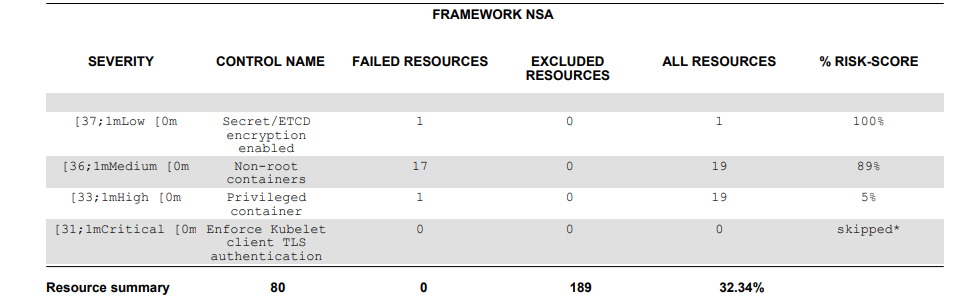 FRAMEWORK NSA
SEVERITY CONTROL NAME FAILED RESOURCES EXCLUDED RESOURCES ALL RESOURCES % RISK-SCORE
[37;1mLow [0m Secret/ETCD encryption enabled 1 0 1 100%
[36;1mMedium [0m Non-root containers 17 0 19 89%
[33;1mHigh [0m Privileged container 1 0 19 5%
[31;1mCritical [0m Enforce Kubelet client TLS authentication 0 0 0 skipped*
Resource summary 80 0 189 32.34%